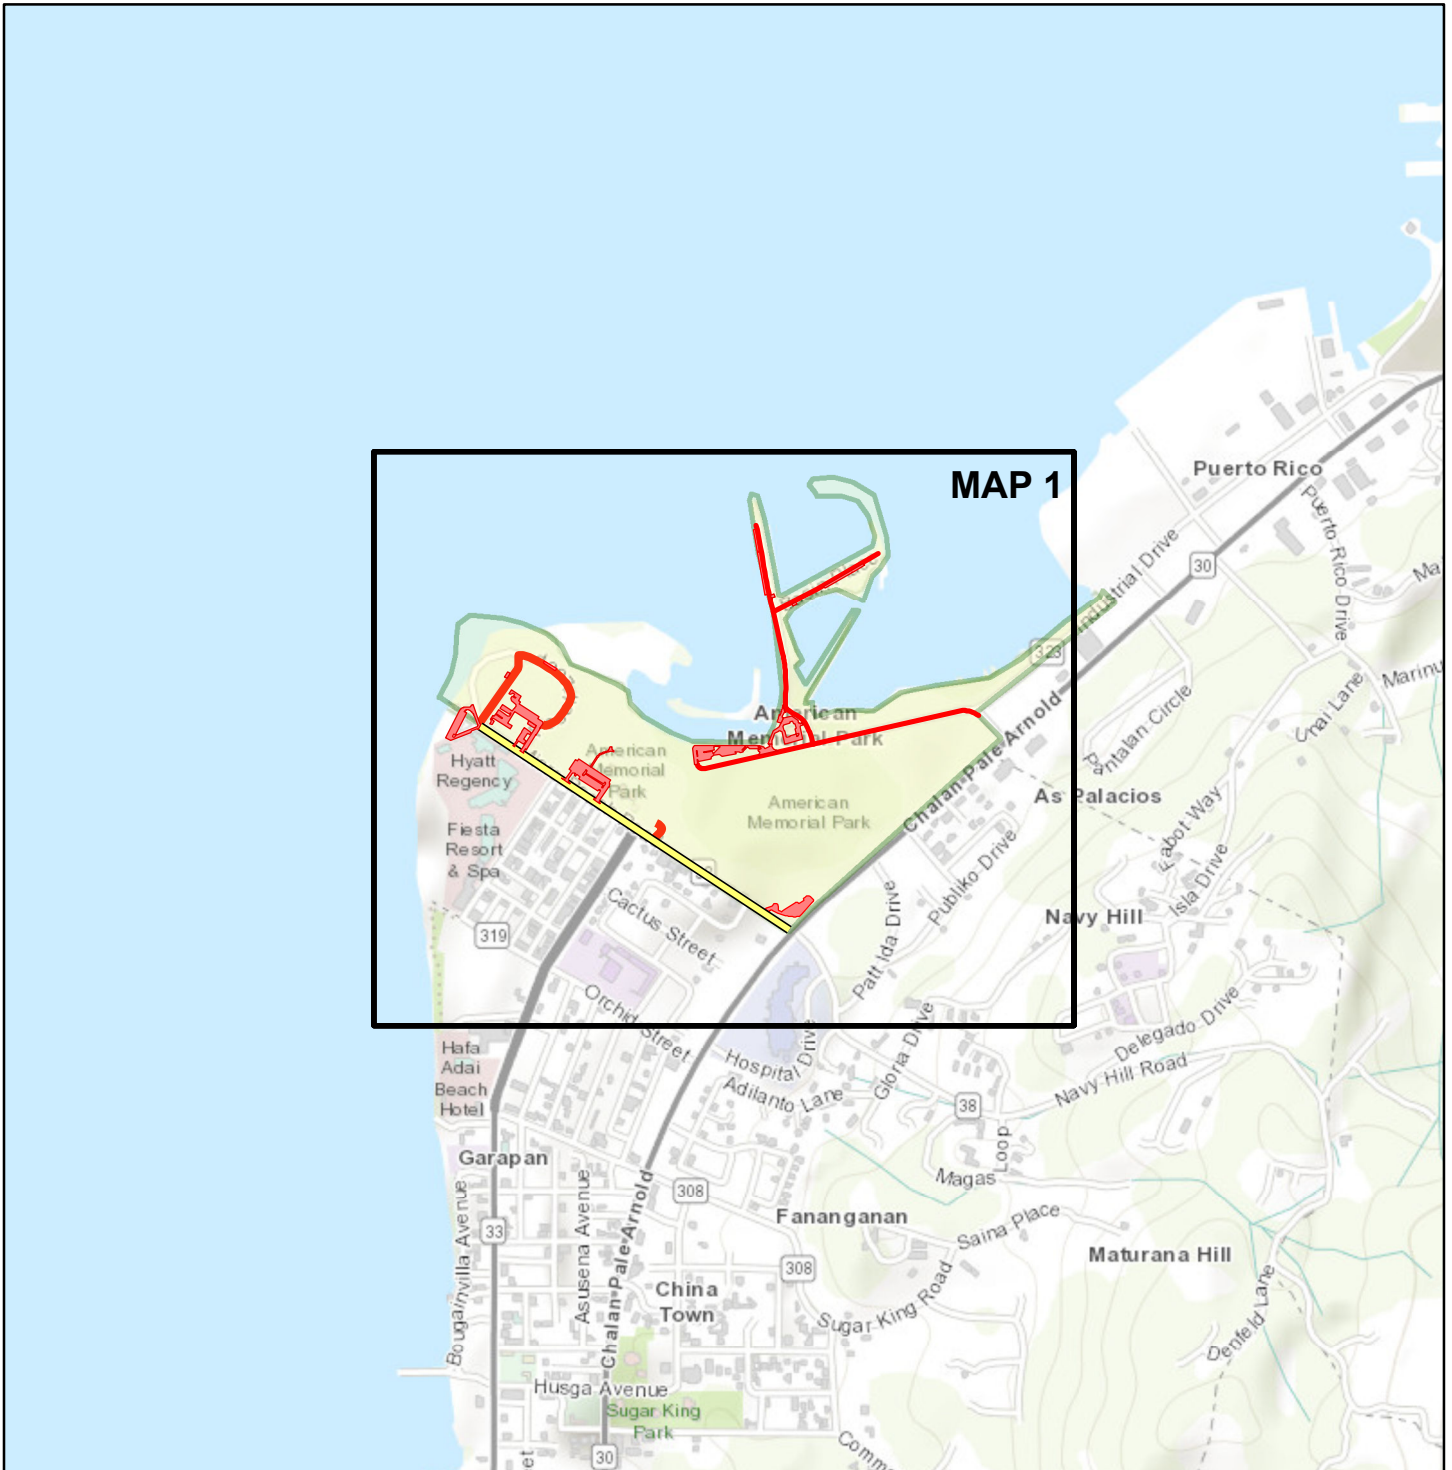 MAP 1
Puerto Rico
Puerto Rico Drive
30
Industrial Drive
323
Marinu
Pantalan Circle
Unai Lane
American
Memorial Park
American
Memorial
Park
American
Memorial Park
Chalan Pale Arnold
As Palacios
Hyatt
Regency
Fiesta
Resort
& Spa
Publiko Drive
Isla Drive
Navy Hill
Cactus Street
Patt Ida Drive
319
Orchid Street
Hospital Drive
Adilanto Lane
Gloria Drive
Delegado Drive
Navy Hill Road
Hafa
Adai
Beach
Hotel
38
Magas Loop
Garapan
308
Fananganan
Saina Place
33
Maturana Hill
Bougainvilla Avenue
Asusena Avenue
Chalan Pale Arnold
308
China
Town
Sugar King Road
Denfeld Lane
Husga Avenue
Sugar King
Park
30
Comm
eet